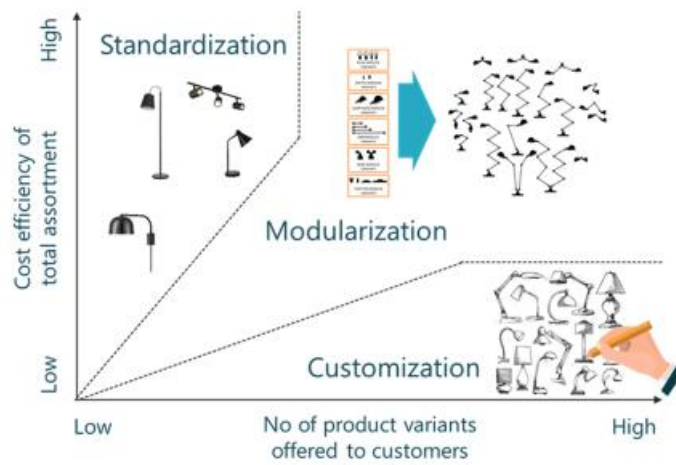 High
Standardization
Cost efficiency of
total assortment
Modularization
Low
Customization
Low
No of product variants
offered to customers
High